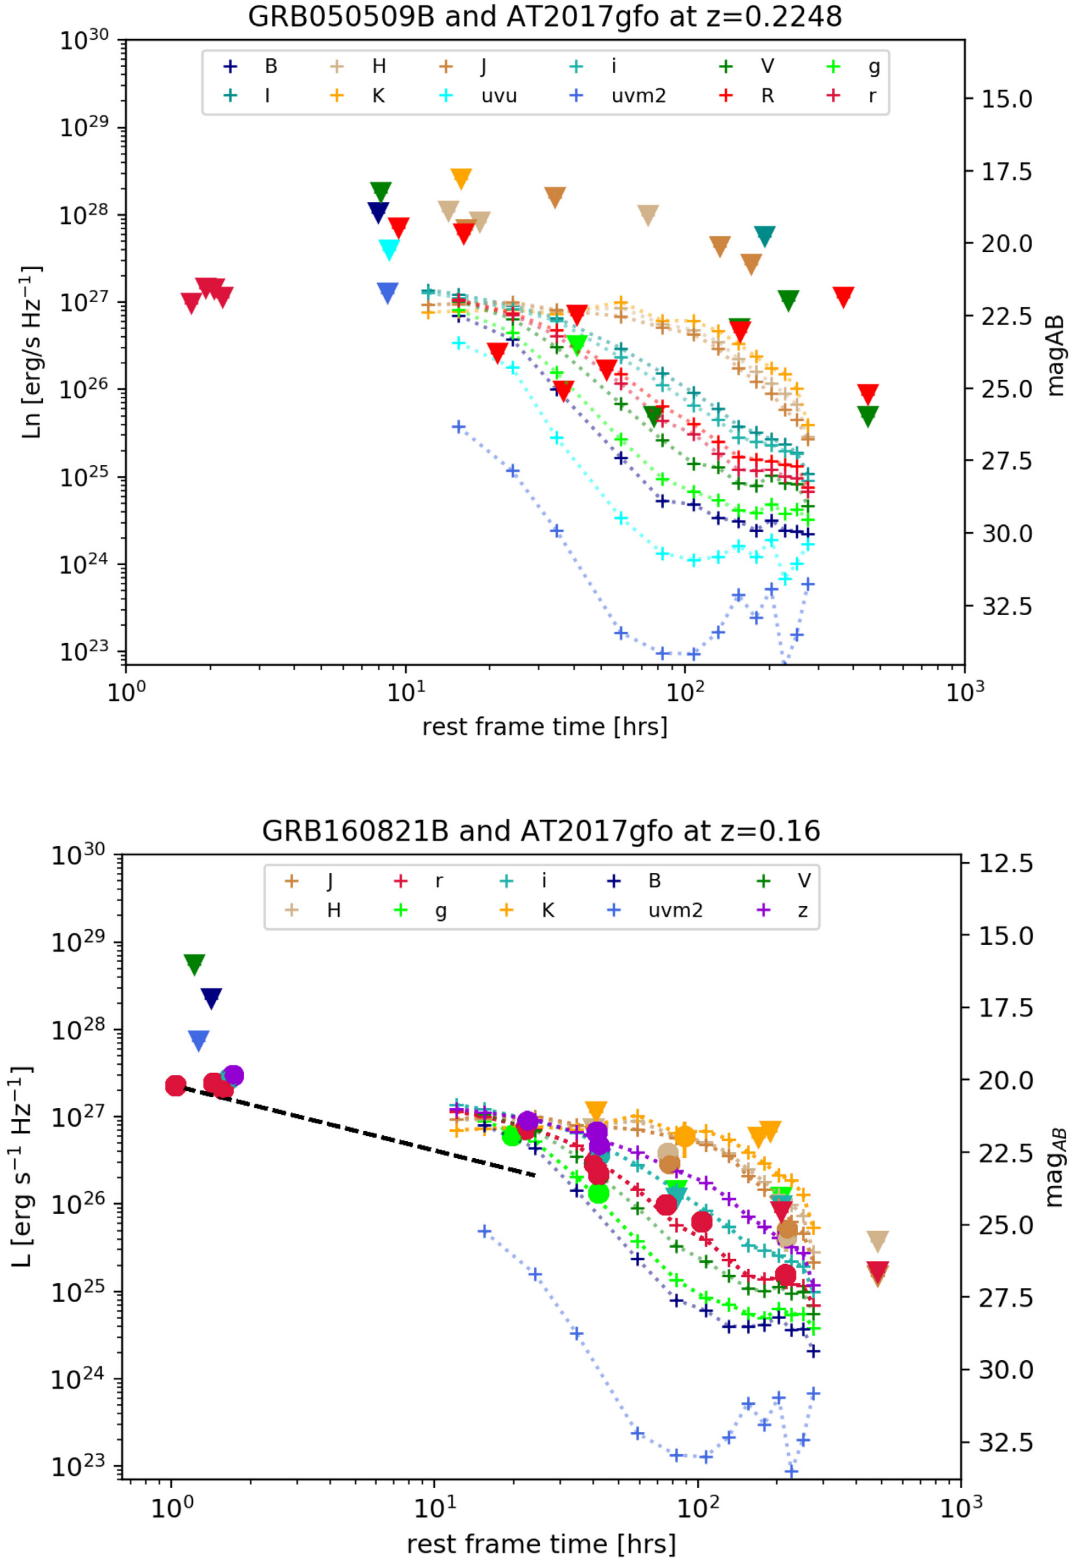 GRB050509B and AT2017gfo at z=0.2248
B H J i V g
I K uvu uvm2 R r
10^30
10^29
10^28
10^27
10^26
10^25
10^24
10^23
Ln [erg/s Hz^−1]
15.0
17.5
20.0
22.5
25.0
27.5
30.0
32.5
magAB
10^0 10^1 10^2 10^3
rest frame time [hrs]
GRB160821B and AT2017gfo at z=0.16
J r i B V
H g K uvm2 z
10^30
10^29
10^28
10^27
10^26
10^25
10^24
10^23
L [erg s^−1 Hz^−1]
12.5
15.0
17.5
20.0
22.5
25.0
27.5
30.0
32.5
mag_AB
10^0 10^1 10^2 10^3
rest frame time [hrs]